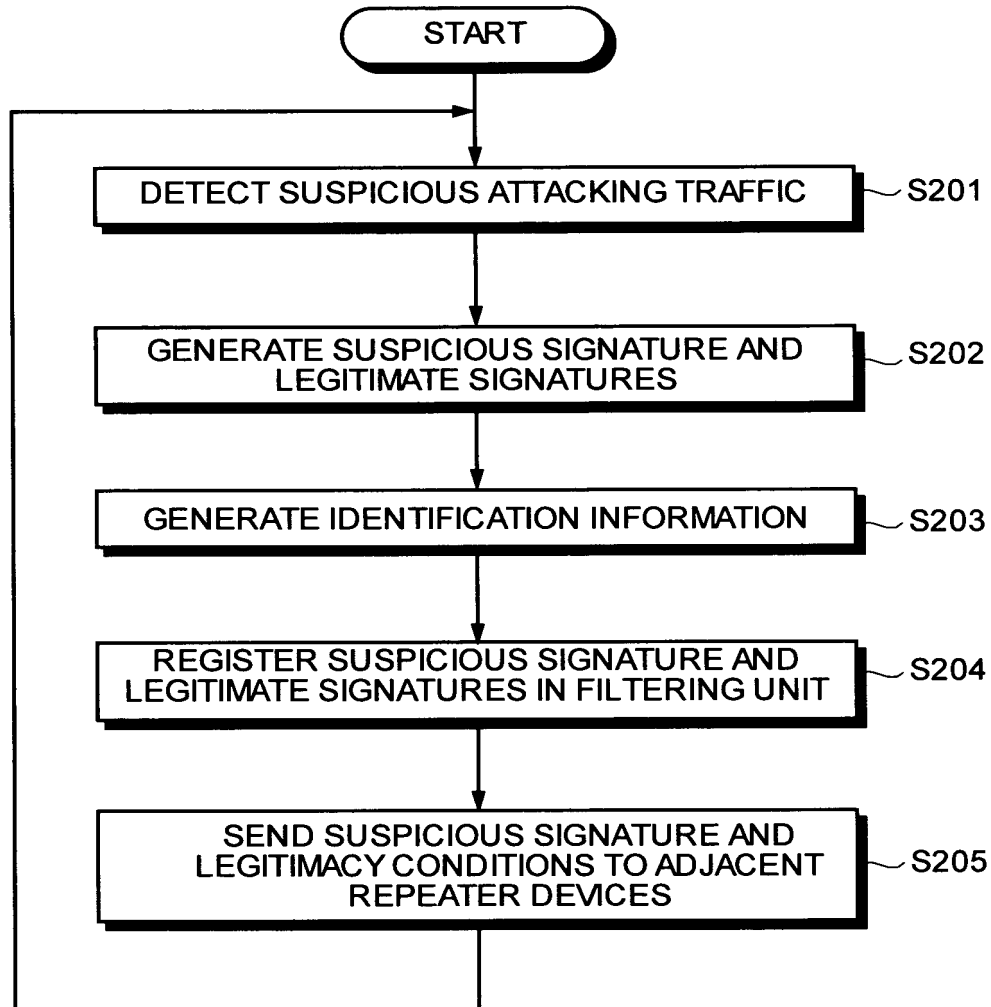 START
DETECT SUSPICIOUS ATTACKING TRAFFIC
S201
GENERATE SUSPICIOUS SIGNATURE AND
LEGITIMATE SIGNATURES
S202
GENERATE IDENTIFICATION INFORMATION
S203
REGISTER SUSPICIOUS SIGNATURE AND
LEGITIMATE SIGNATURES IN FILTERING UNIT
S204
SEND SUSPICIOUS SIGNATURE AND
LEGITIMACY CONDITIONS TO ADJACENT
REPEATER DEVICES
S205